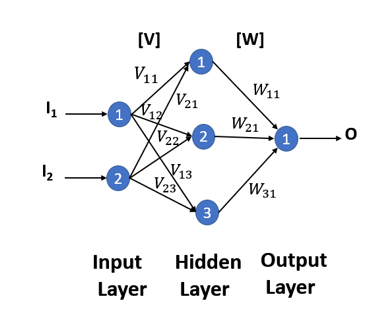 [V] [W]
1
V₁₁
W₁₁
V₂₁
I₁ 1 V₁₂
2 W₂₁ 1 O
V₂₂
I₂ 2 V₁₃
V₂₃
W₃₁
3
Input Hidden Output
Layer Layer Layer